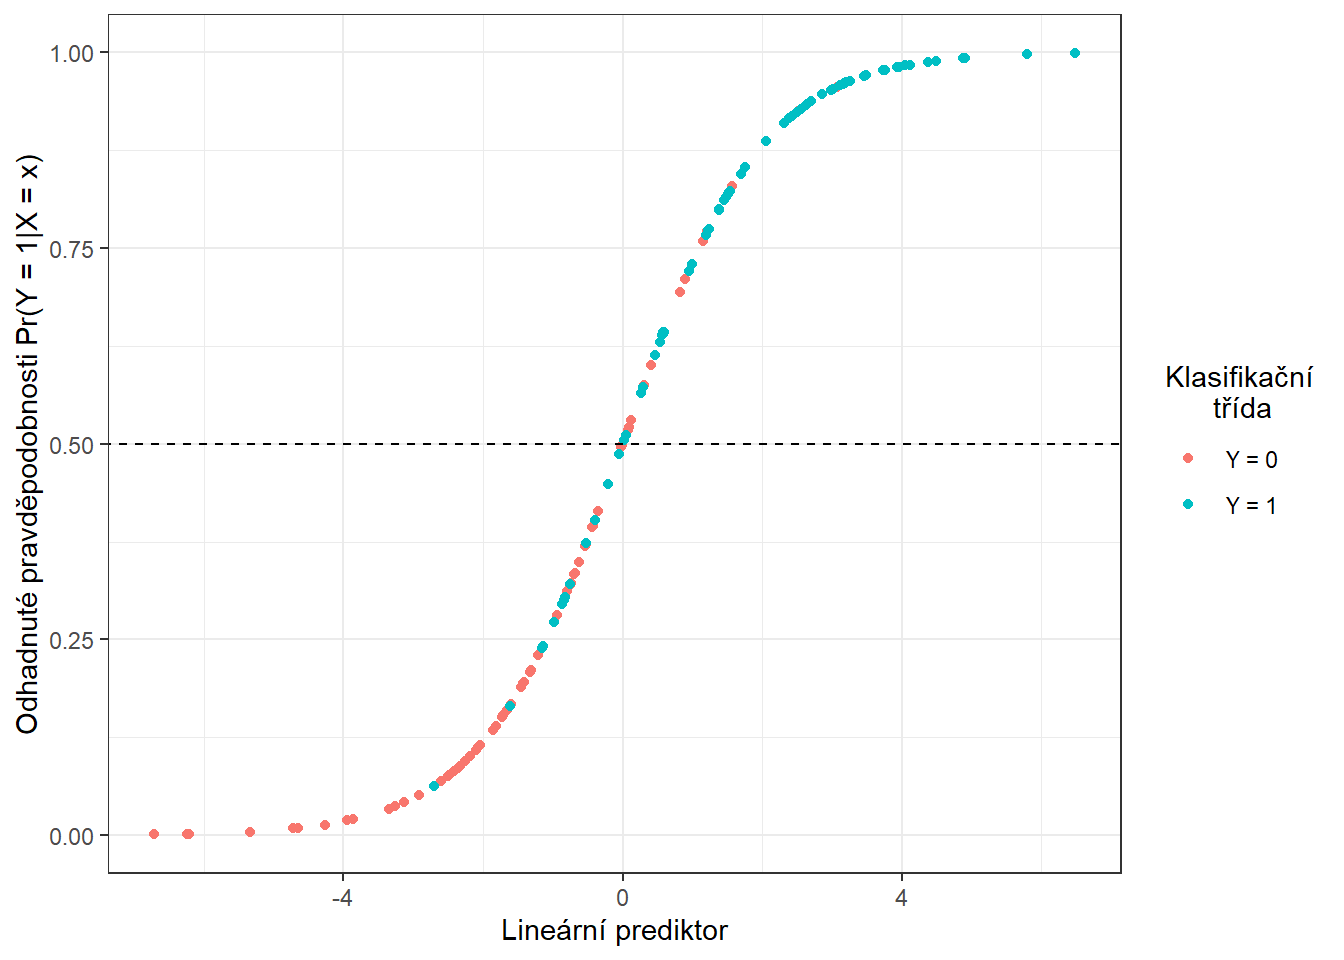 Odhadnuté pravděpodobnosti Pr(Y = 1|X = x)
1.00
0.75
0.50
0.25
0.00
-4
0
4
Lineární prediktor
Klasifikační
třída
Y = 0
Y = 1